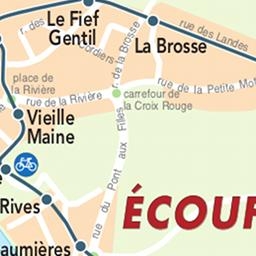 Le Fief
Gentil
r. des
Cordiers
r. de la Brosse
rue des Landes
La Brosse
place de
la Rivière
rue de la Rivière
rue de la Petite
carrefour de
la Croix Rouge
Vieille
Maine
rue du Pont aux Filles
Rives
ÉCOUF
aumières